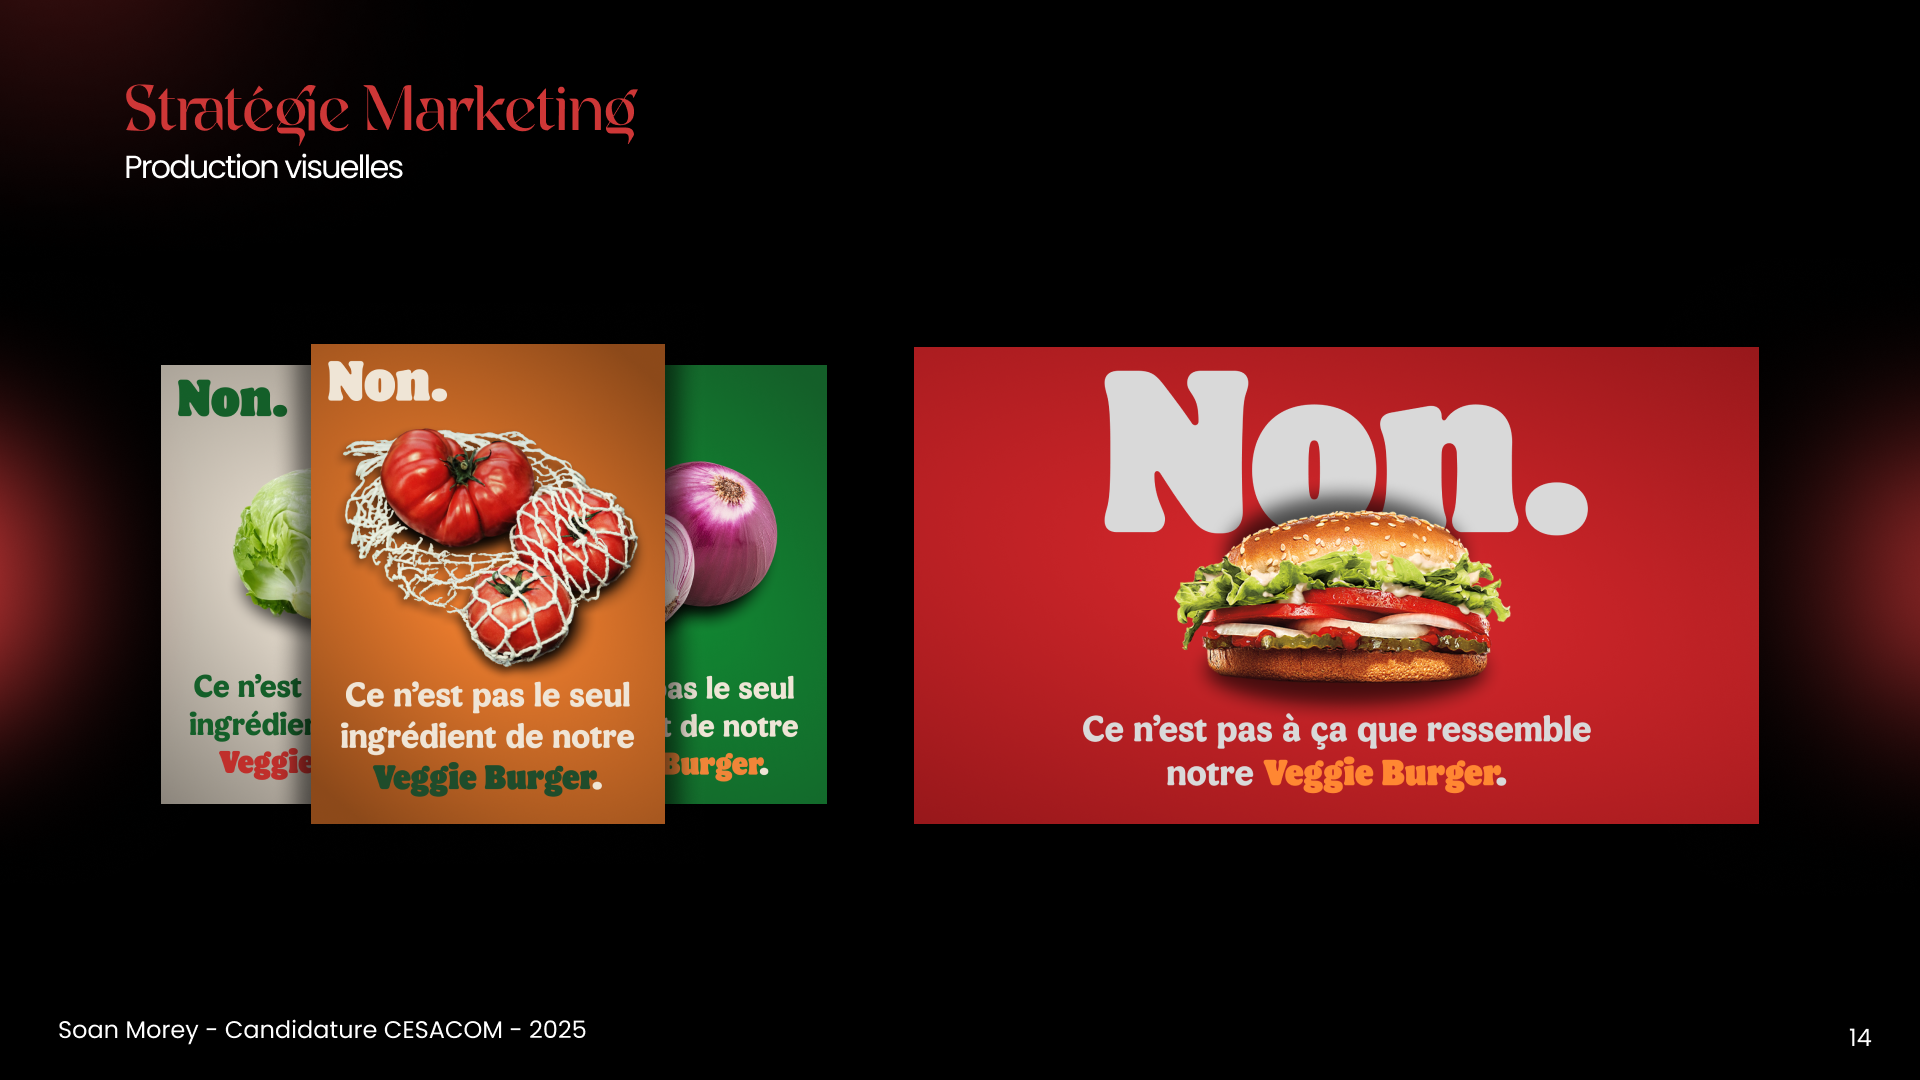 Stratégie Marketing
Production visuelles
Non.
Ce n’est
Non.
Ce n’est pas le seul
ingrédient de notre
Veggie Burger.
as le seul
de notre
Burger.
Non.
Ce n’est pas à ça que ressemble
notre Veggie Burger.
Soan Morey - Candidature CESACOM - 2025
14